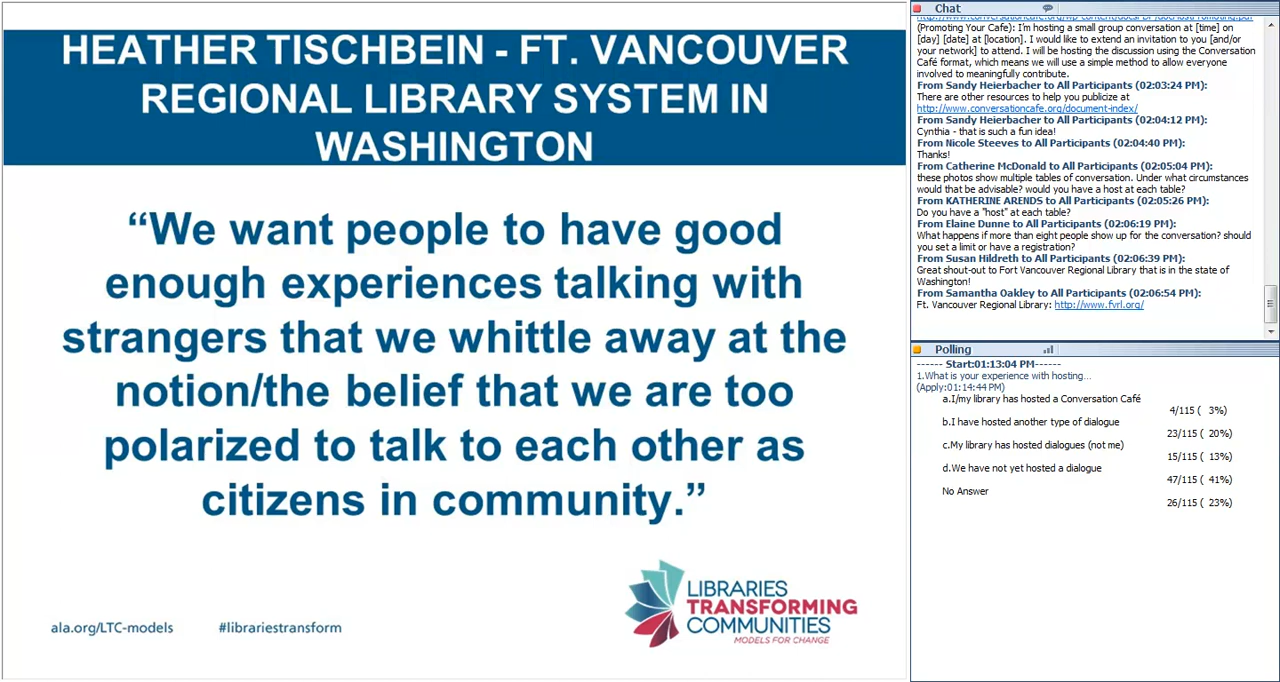 HEATHER TISCHBEIN - FT. VANCOUVER
REGIONAL LIBRARY SYSTEM IN
WASHINGTON
“We want people to have good
enough experiences talking with
strangers that we whittle away at the
notion/the belief that we are too
polarized to talk to each other as
citizens in community.”
ala.org/LTC-models
#librariestransform
LIBRARIES
TRANSFORMING
COMMUNITIES
MODELS FOR CHANGE
Chat
(Promoting Your Cafe): I'm hosting a small group conversation at [time] on
[day] [date] at [location]. I would like to extend an invitation to you [and/or
your network] to attend. I will be hosting the discussion using the Conversation
Café format, which means we will use a simple method to allow everyone
involved to meaningfully contribute.
From Sandy Heierbacher to All Participants (02:03:24 PM):
There are other resources to help you publicize at
http://www.conversationcafe.org/document-index/
From Sandy Heierbacher to All Participants (02:04:12 PM):
Cynthia - that is such a fun idea!
From Nicole Steeves to All Participants (02:04:40 PM):
Thanks!
From Catherine McDonald to All Participants (02:05:04 PM):
these photos show multiple tables of conversation. Under what circumstances
would that be advisable? would you have a host at each table?
From KATHERINE ARENDS to All Participants (02:05:26 PM):
Do you have a "host" at each table?
From Elaine Dunne to All Participants (02:06:19 PM):
What happens if more than eight people show up for the conversation? should
you set a limit or have a registration?
From Susan Hildreth to All Participants (02:06:39 PM):
Great shout-out to Fort Vancouver Regional Library that is in the state of
Washington!
From Samantha Oakley to All Participants (02:06:54 PM):
Ft. Vancouver Regional Library: http://www.fvrl.org/
Polling
------ Start:01:13:04 PM------
1.What is your experience with hosting...
(Apply:01:14:44 PM)
a.I/my library has hosted a Conversation Café
4/115 ( 3%)
b.I have hosted another type of dialogue
23/115 ( 20%)
c.My library has hosted dialogues (not me)
15/115 ( 13%)
d.We have not yet hosted a dialogue
47/115 ( 41%)
No Answer
26/115 ( 23%)